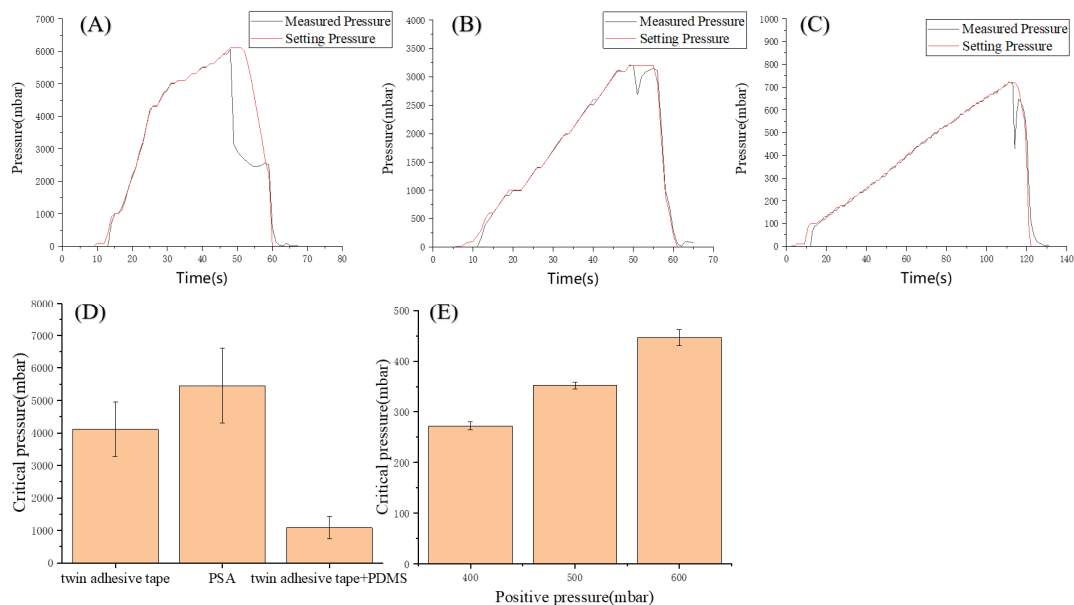 (A)
Measured Pressure
Setting Pressure
Pressure(mbar)
7000
6000
5000
4000
3000
2000
1000
0
0 10 20 30 40 50 60 70 80
Time(s)
(B)
Measured Pressure
Setting Pressure
Pressure(mbar)
4000
3500
3000
2500
2000
1500
1000
500
0
0 10 20 30 40 50 60 70
Time(s)
(C)
Measured Pressure
Setting Pressure
Pressure(mbar)
1000
900
800
700
600
500
400
300
200
100
0
0 20 40 60 80 100 120 140
Time(s)
(D)
Critical pressure(mbar)
8000
7000
6000
5000
4000
3000
2000
1000
0
twin adhesive tape PSA twin adhesive tape+PDMS
(E)
Critical pressure(mbar)
500
400
300
200
100
0
400 500 600
Positive pressure(mbar)